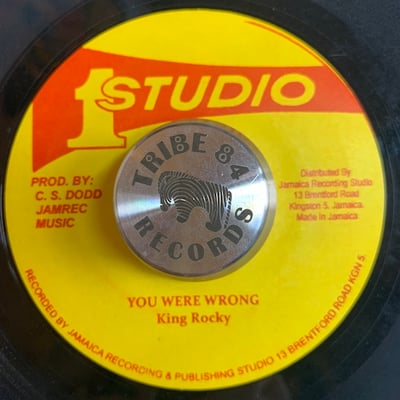 1 STUDIO
PROD. BY:
C. S. DODD
JAMREC
MUSIC
TRIBE 84
RECORDS
Distributed By
Jamaica Recording Studio
13 Brentford Road
Kingston 5, Jamaica.
Made in Jamaica
YOU WERE WRONG
King Rocky
RECORDED BY JAMAICA RECORDING & PUBLISHING STUDIO 13 BRENTFORD ROAD KGN 5.